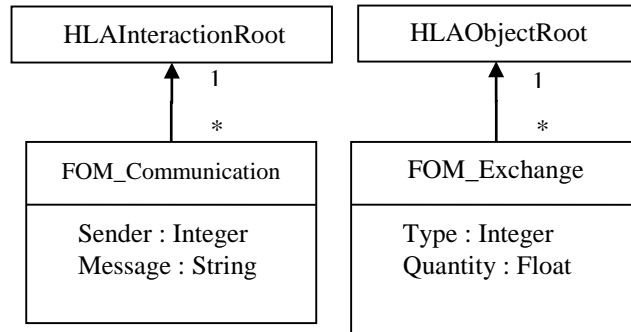 HLAInteractionRoot
1
*
FOM_Communication
Sender : Integer
Message : String
HLAObjectRoot
1
*
FOM_Exchange
Type : Integer
Quantity : Float